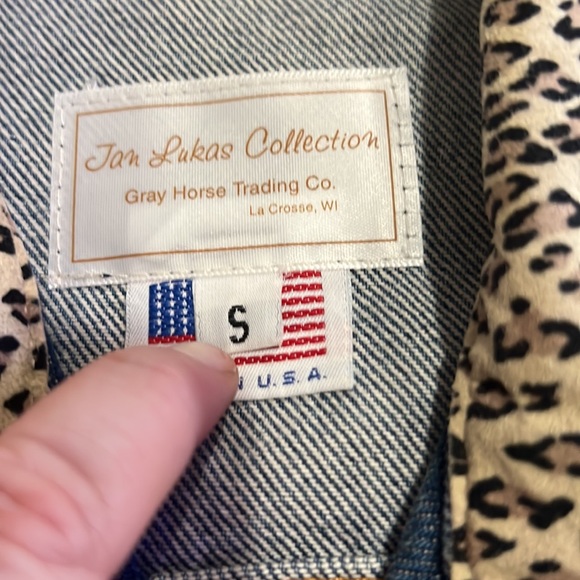 Jan Lukas Collection
Gray Horse Trading Co.
La Crosse, WI
S
U.S.A.